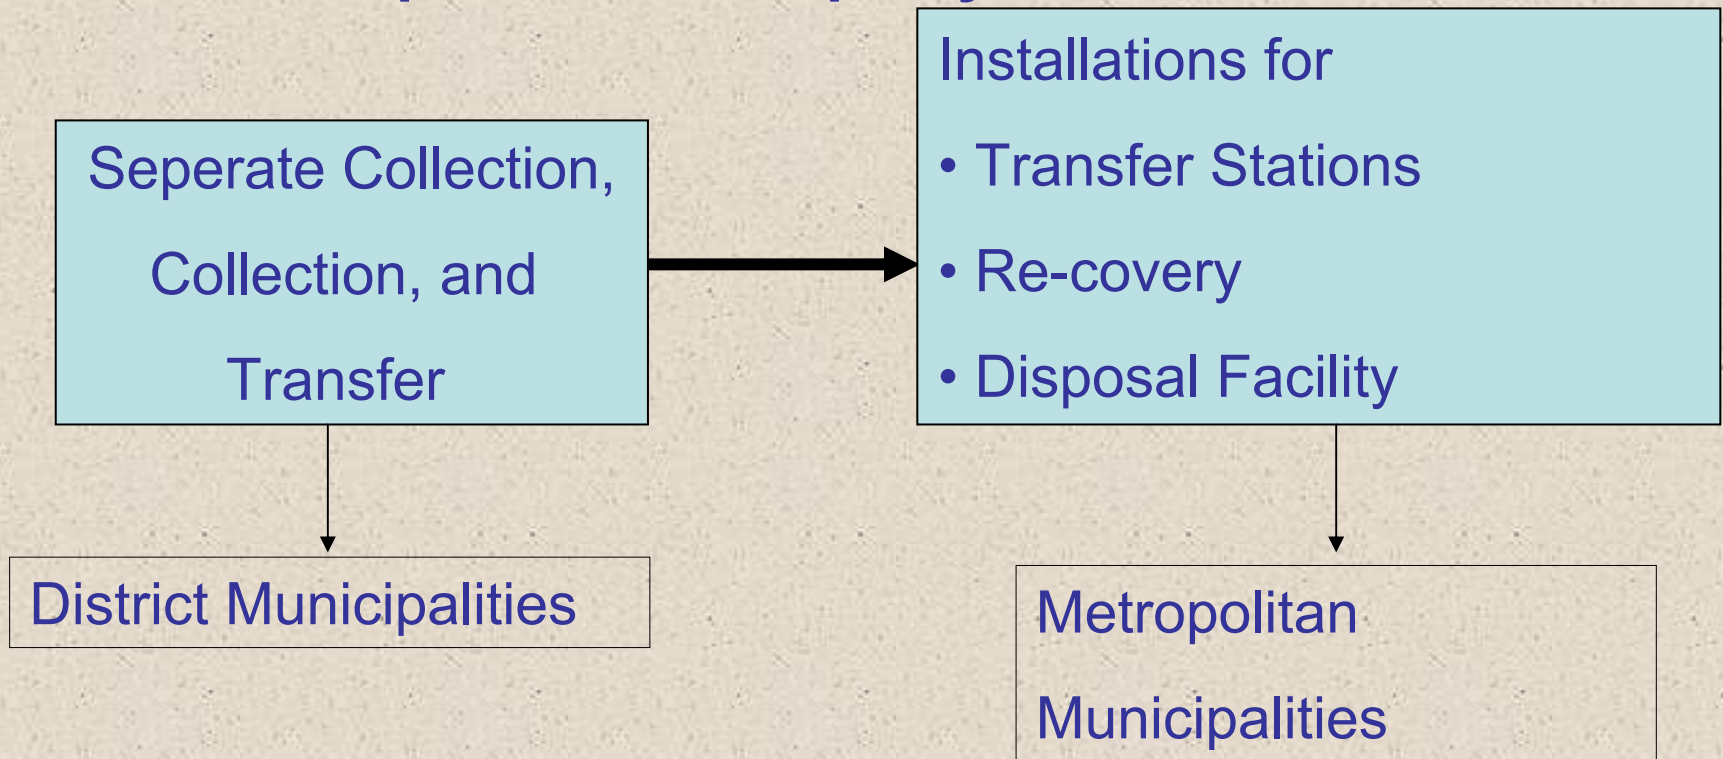 Seperate Collection,
Collection, and
Transfer
Installations for
• Transfer Stations
• Re-covery
• Disposal Facility
District Municipalities
Metropolitan
Municipalities